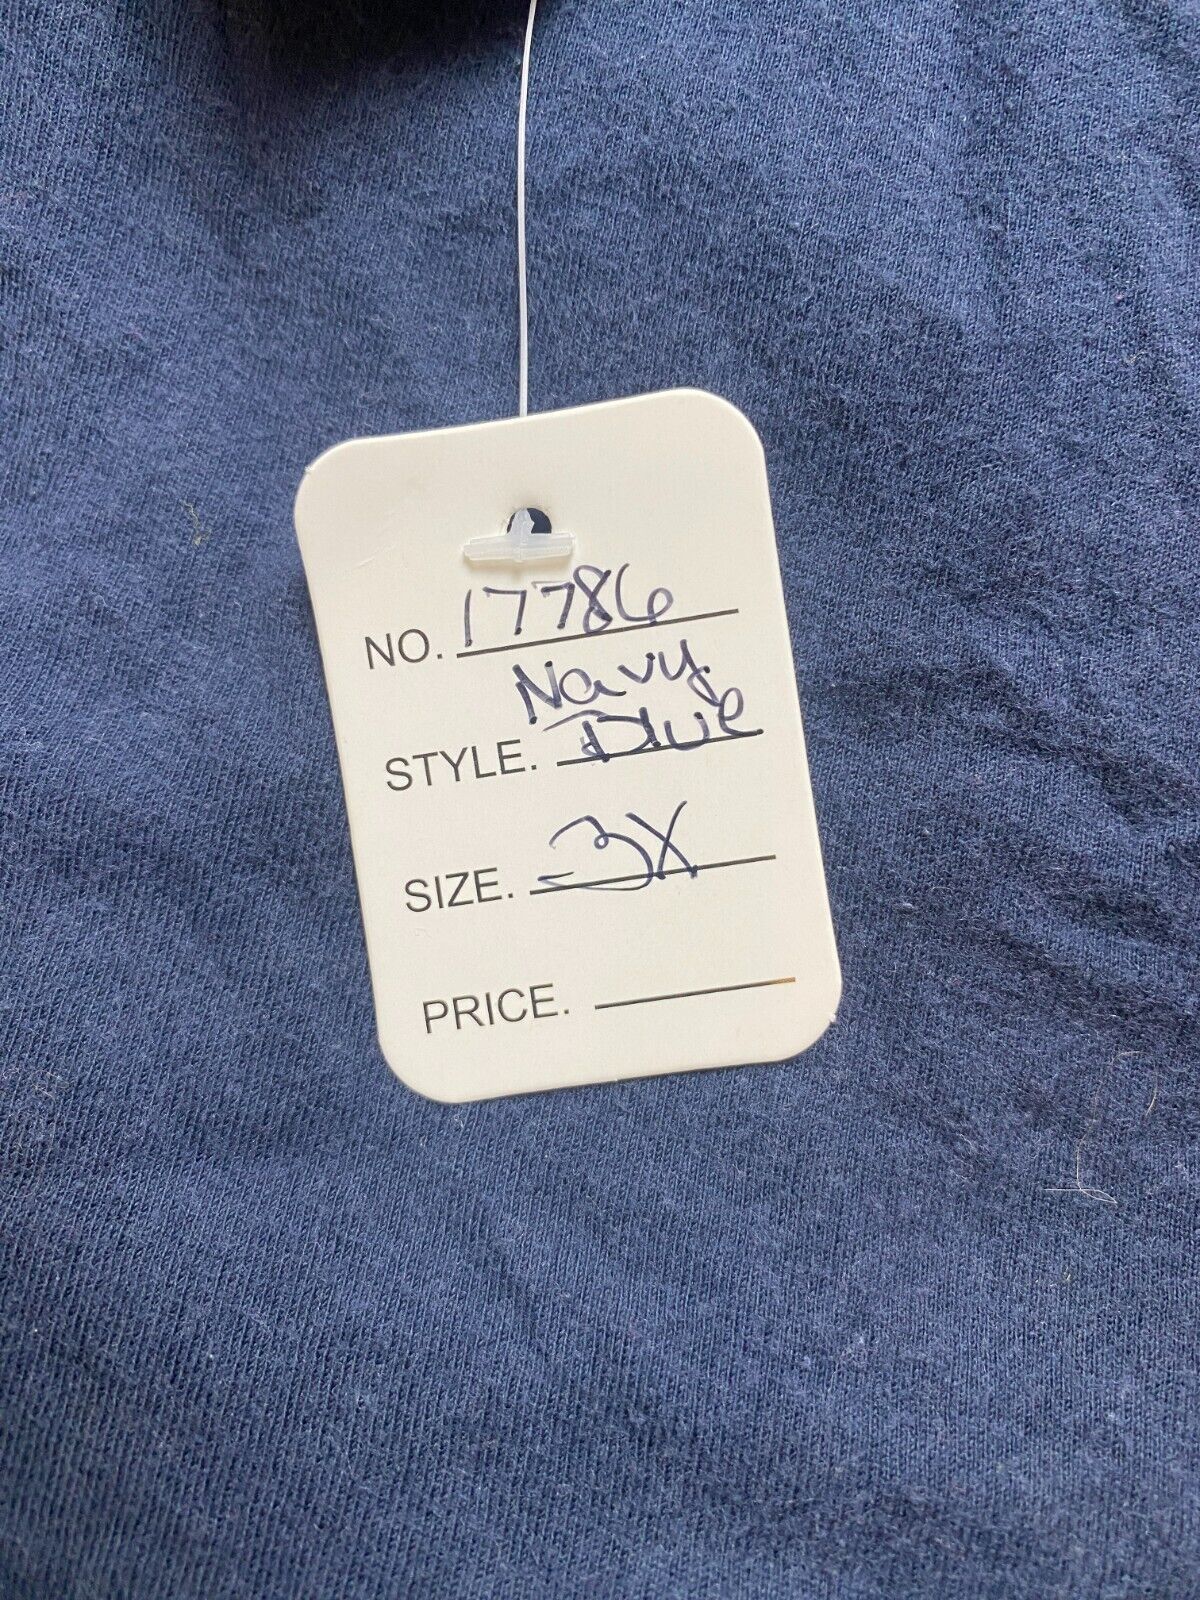 NO. 17786
Navy
STYLE. Blue
SIZE. 3X
PRICE.